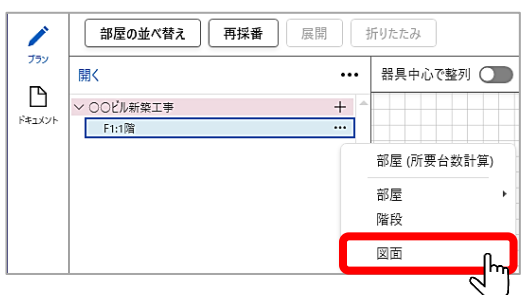 部屋の並べ替え 再採番 展開 折りたたみ
プラン
開く ••• 器具中心で整列
ドキュメント
〇〇ビル新築工事 +
F1:1階 •••
部屋 (所要台数計算)
部屋
階段
図面